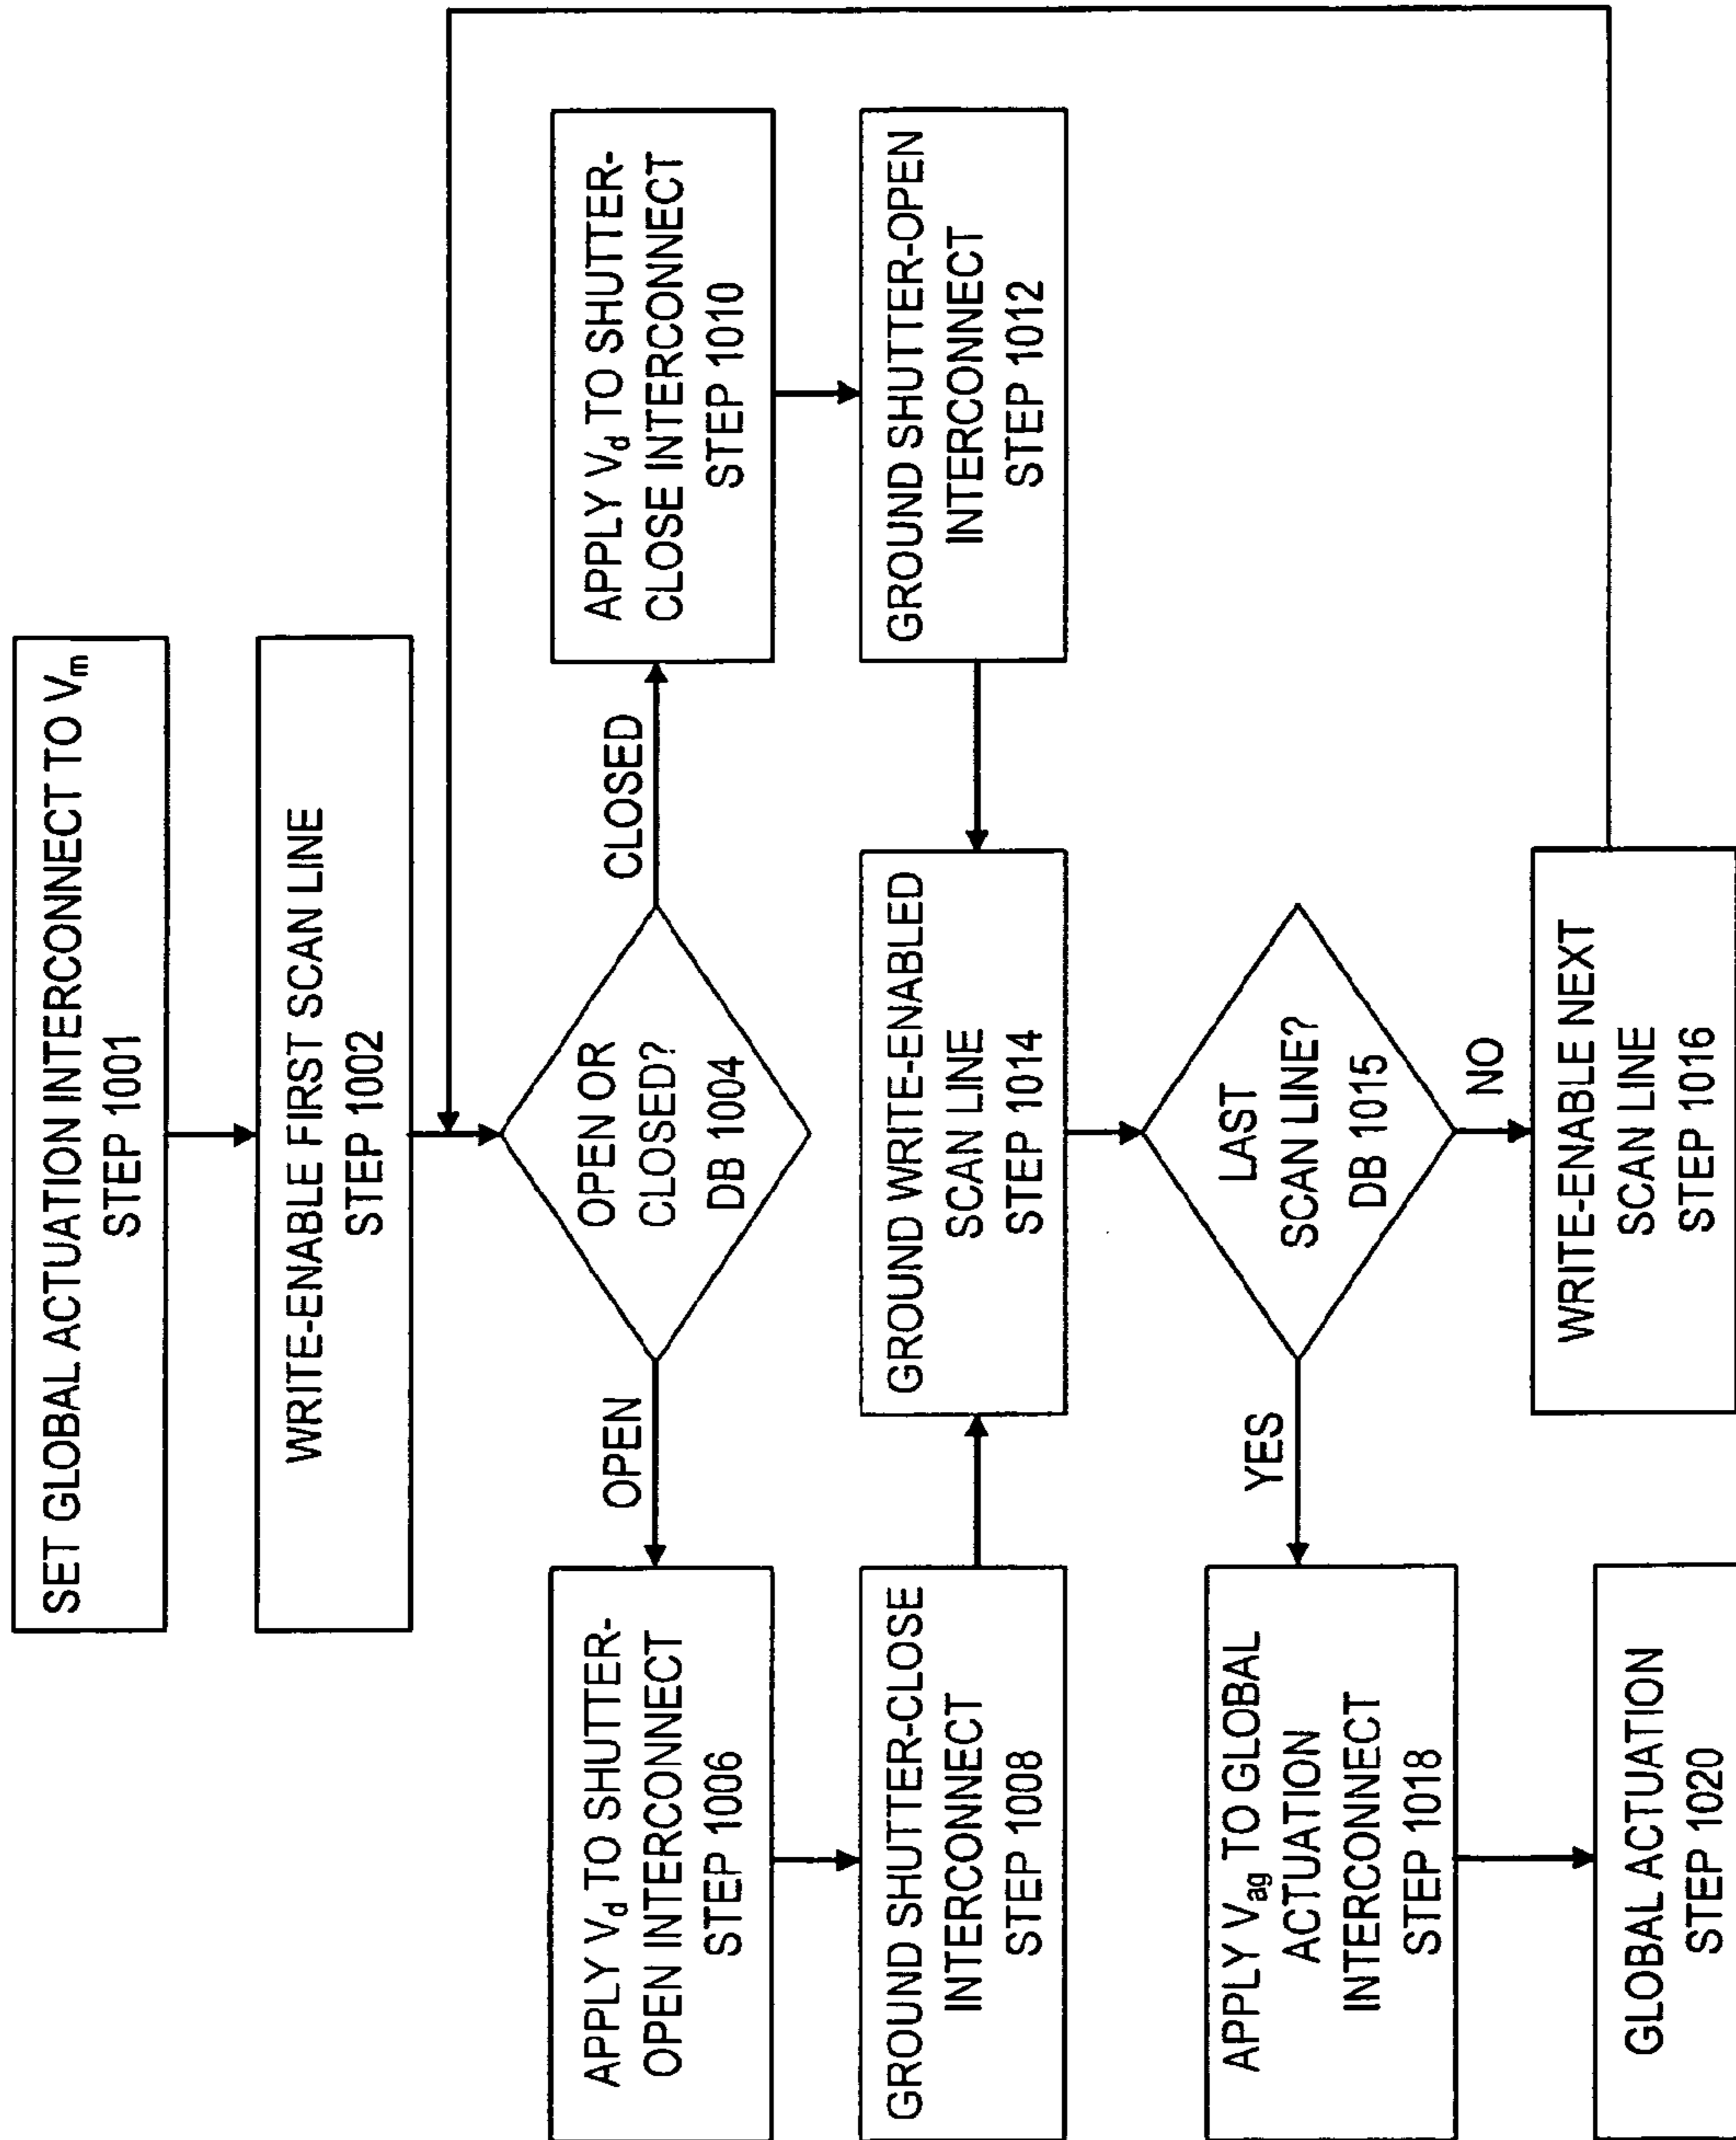 SET GLOBAL ACTUATION INTERCONNECT TO Vm
STEP 1001
WRITE-ENABLE FIRST SCAN LINE
STEP 1002
OPEN OR
CLOSED?
DB 1004
OPEN
CLOSED
APPLY Vd TO SHUTTER-
OPEN INTERCONNECT
STEP 1006
APPLY Vd TO SHUTTER-
CLOSE INTERCONNECT
STEP 1010
GROUND SHUTTER-CLOSE
INTERCONNECT
STEP 1008
GROUND WRITE-ENABLED
SCAN LINE
STEP 1014
GROUND SHUTTER-OPEN
INTERCONNECT
STEP 1012
LAST
SCAN LINE?
DB 1015
YES
NO
APPLY Vag TO GLOBAL
ACTUATION
INTERCONNECT
STEP 1018
WRITE-ENABLE NEXT
SCAN LINE
STEP 1016
GLOBAL ACTUATION
STEP 1020